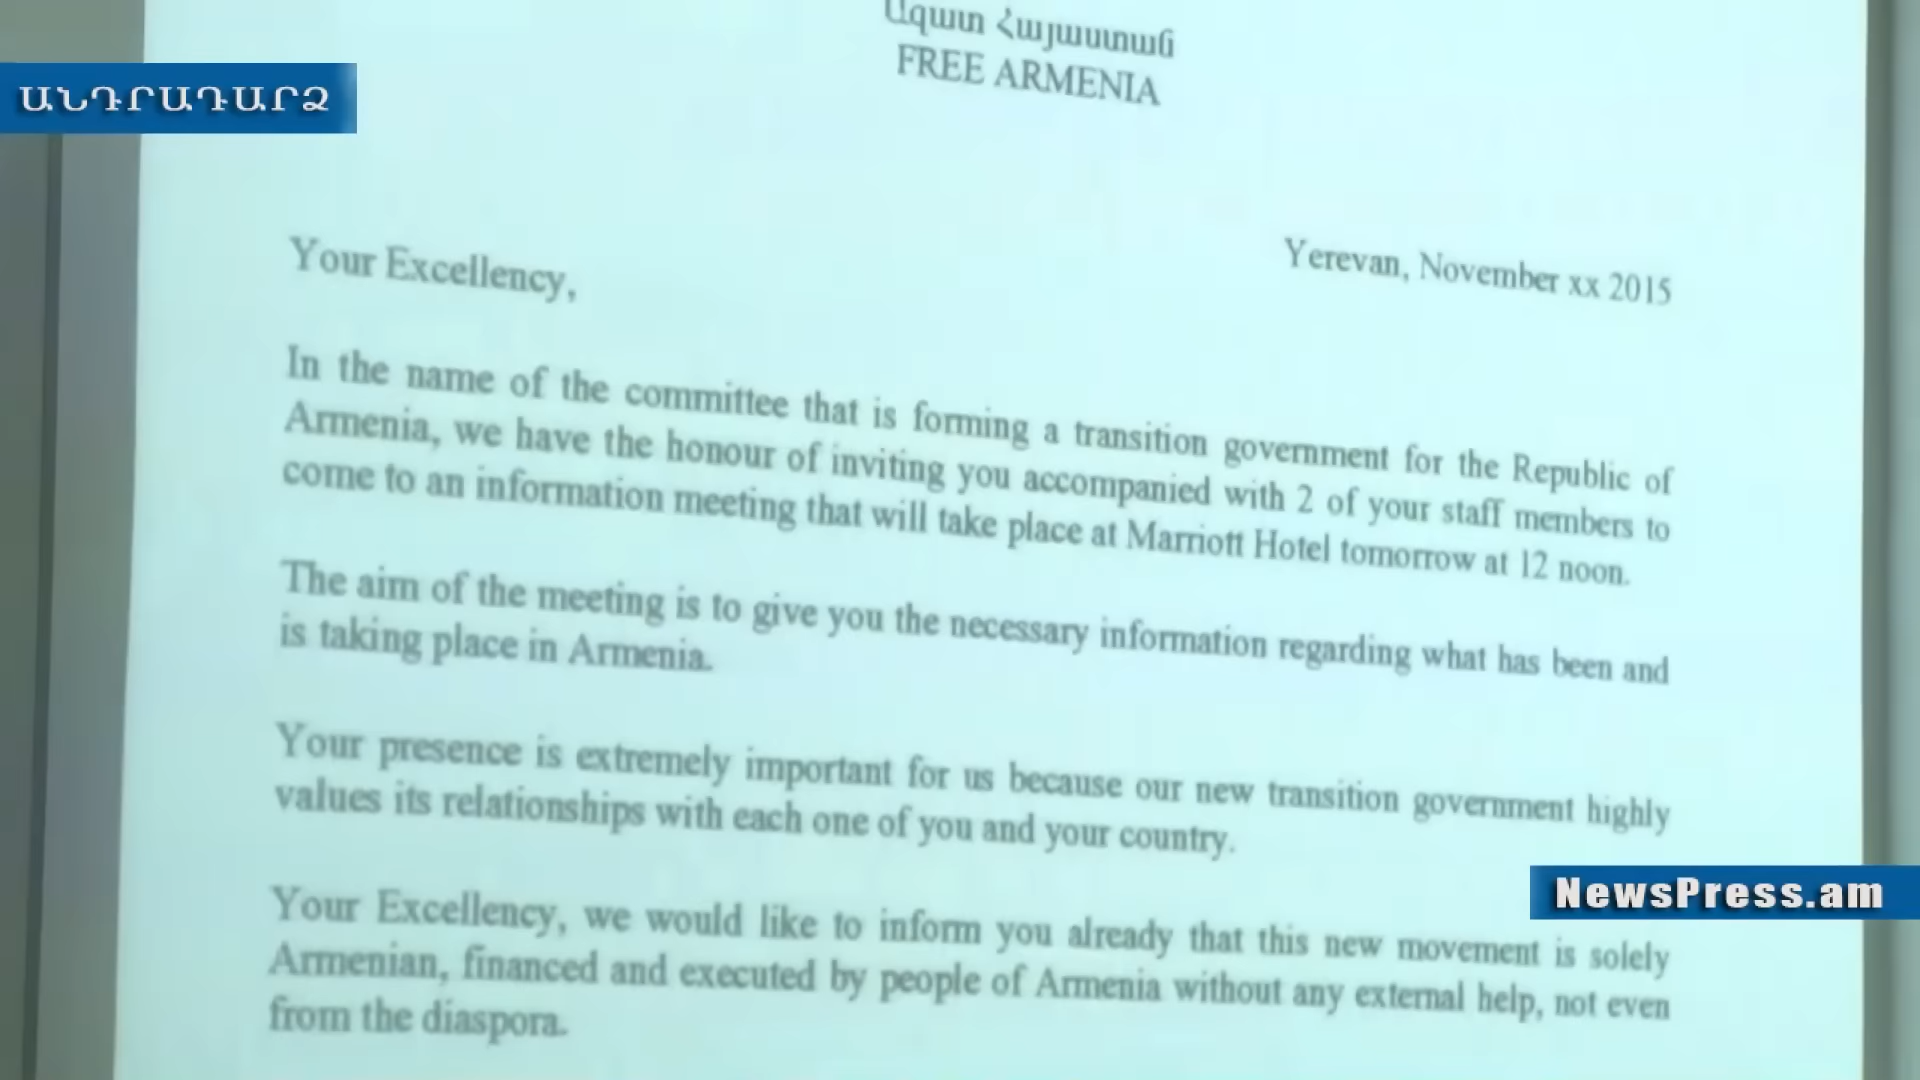 Ազատ Հայաստան
FREE ARMENIA
ԱՆԴՐԱԴԱՐՁ
Yerevan, November xx 2015
Your Excellency,
In the name of the committee that is forming a transition government for the Republic of
Armenia, we have the honour of inviting you accompanied with 2 of your staff members to
come to an information meeting that will take place at Marriott Hotel tomorrow at 12 noon.
The aim of the meeting is to give you the necessary information regarding what has been and
is taking place in Armenia.
Your presence is extremely important for us because our new transition government highly
values its relationships with each one of you and your country.
NewsPress.am
Your Excellency, we would like to inform you already that this new movement is solely
Armenian, financed and executed by people of Armenia without any external help, not even
from the diaspora.